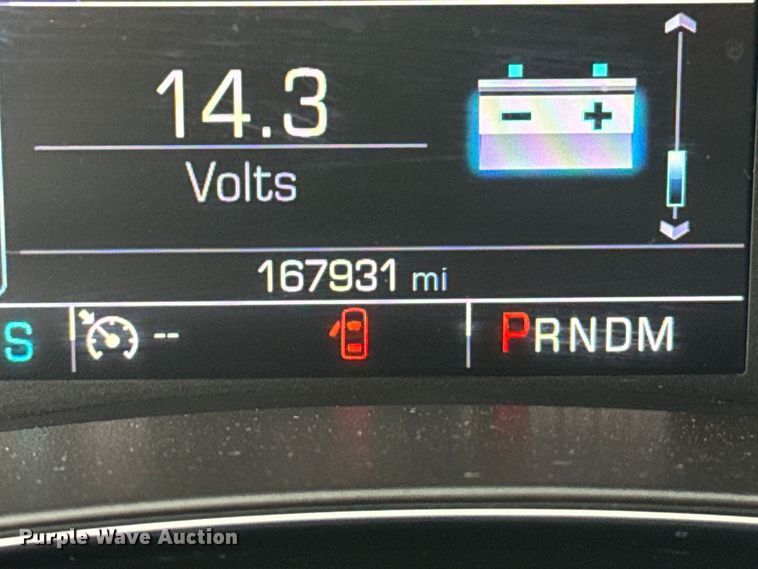 14.3
Volts
167931 mi
S -- PRNDM
Purple Wave Auction